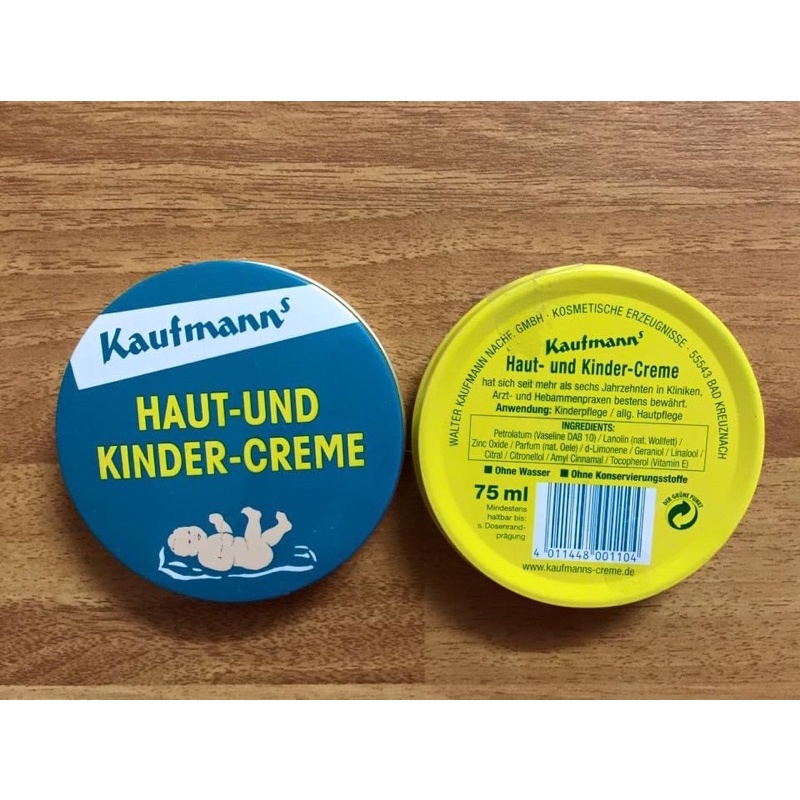 Kaufmanns
HAUT-UND
KINDER-CREME
WALTER KAUFMANN NACHF. GMBH · KOSMETISCHE ERZEUGNISSE · 55543 BAD KREUZNACH
Kaufmanns
Haut- und Kinder-Creme
hat sich seit mehr als sechs Jahrzehnten in Kliniken,
Arzt- und Hebammenpraxen bestens bewährt.
Anwendung: Kinderpflege / allg. Hautpflege
INGREDIENTS:
Petrolatum (Vaseline DAB 10) / Lanolin (nat. Wollfett) /
Zinc Oxide / Parfum (nat. Oele) / d-Limonene / Geraniol / Linalool /
Citral / Citronellol / Amyl Cinnamal / Tocopherol (Vitamin E)
■ Ohne Wasser ■ Ohne Konservierungsstoffe
75 ml
Mindestens
haltbar bis:
s. Dosenrand-
prägung
4 011448 001104
DER GRÜNE PUNKT
www.kaufmanns-creme.de